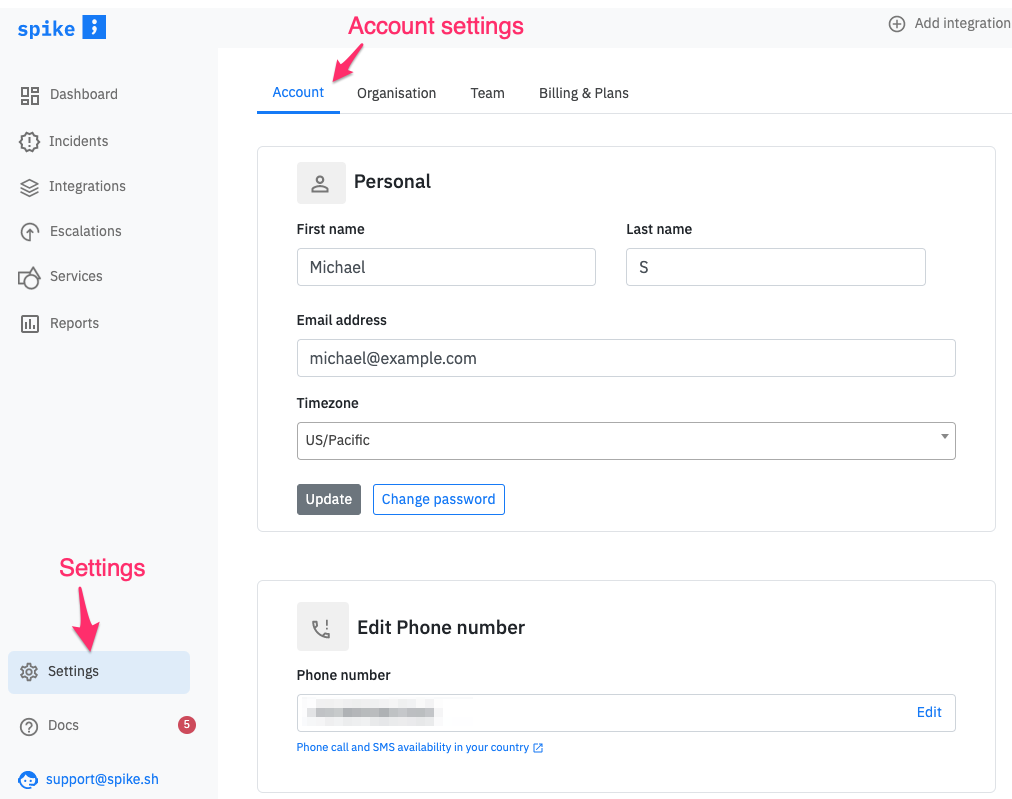 spike ;
Account settings
Add integration
Dashboard
Incidents
Integrations
Escalations
Services
Reports
Settings
Settings
Docs
5
support@spike.sh
Account Organisation Team Billing & Plans
Personal
First name Last name
Michael S
Email address
michael@example.com
Timezone
US/Pacific
Update Change password
Edit Phone number
Phone number
Edit
Phone call and SMS availability in your country